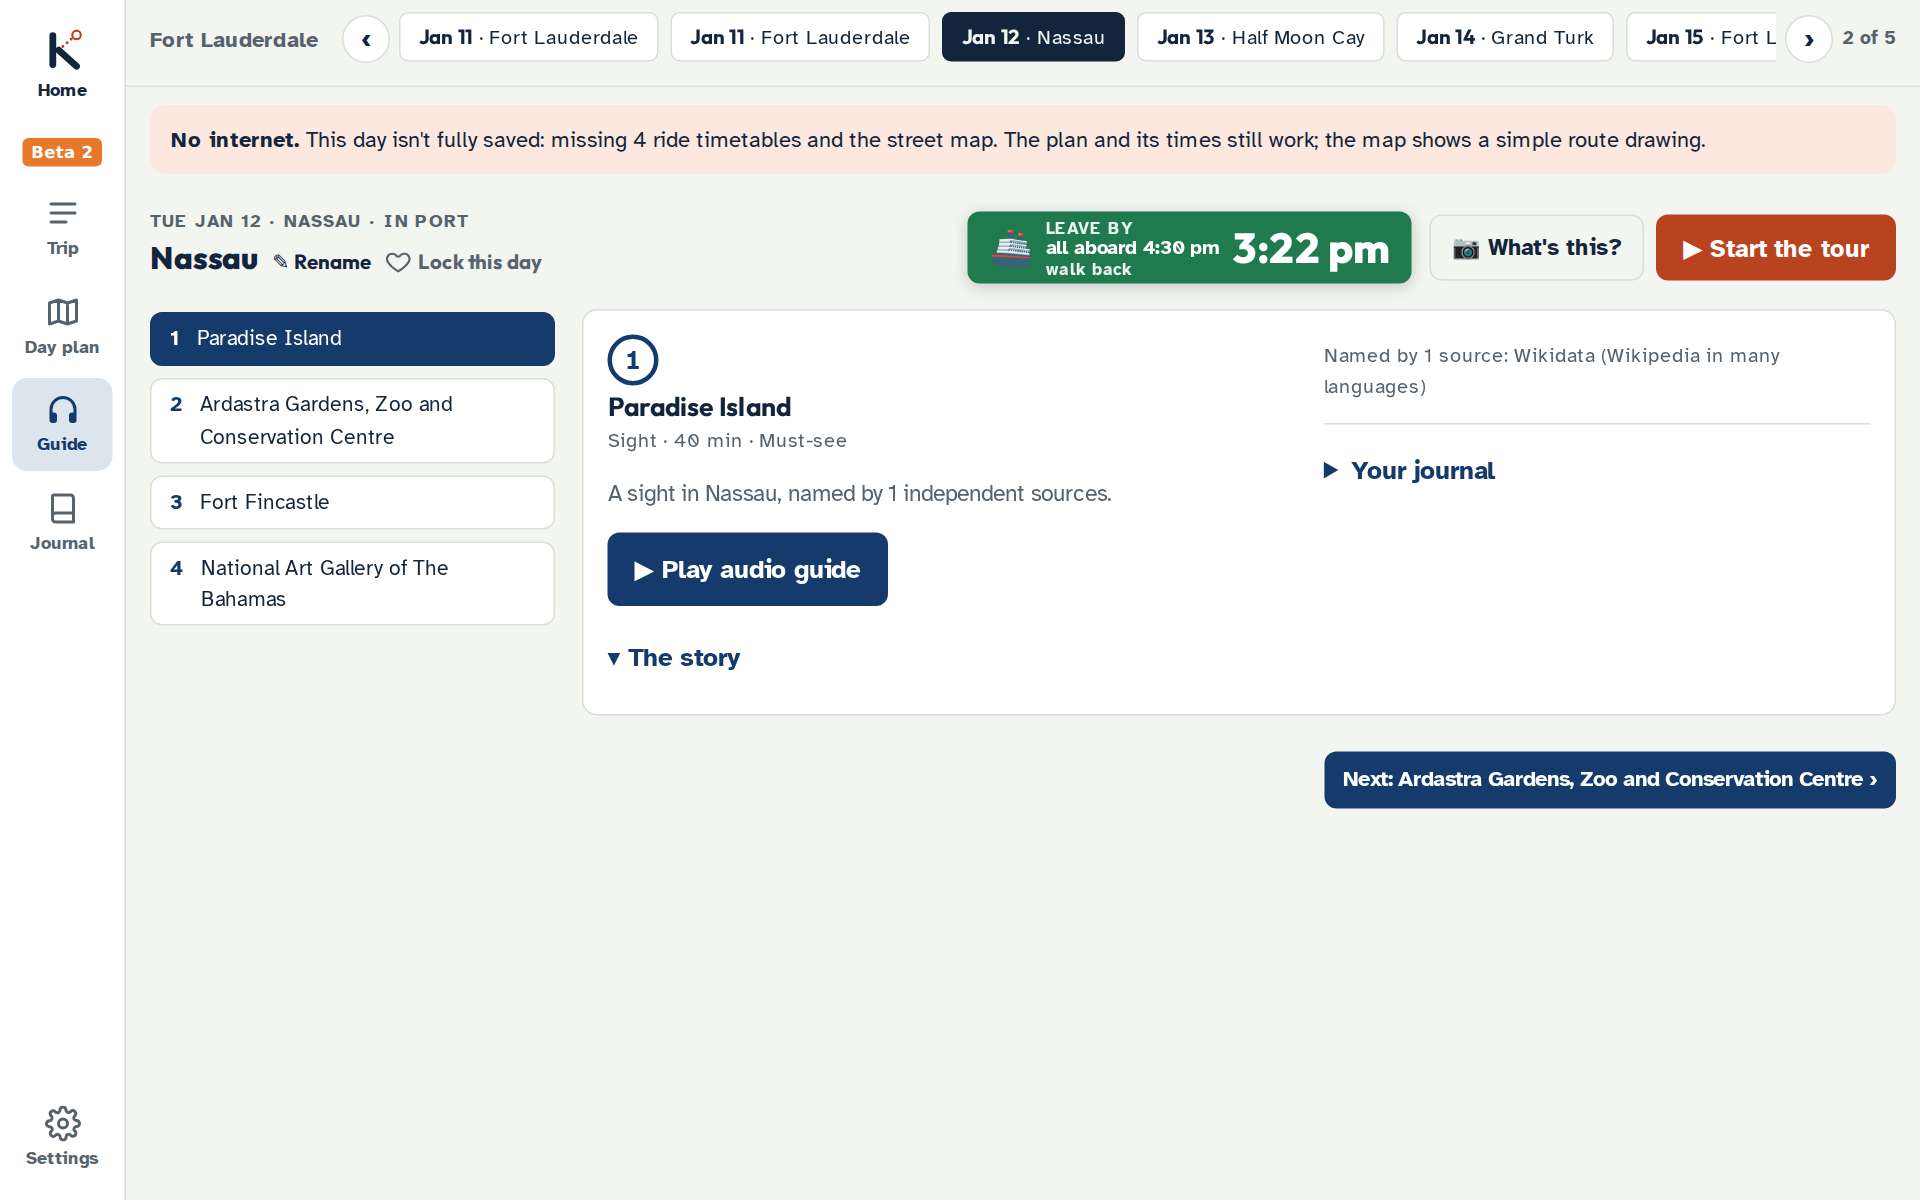 Home
Beta 2
Trip
Day plan
Guide
Journal
Settings
Fort Lauderdale
‹
Jan 11 · Fort Lauderdale
Jan 11 · Fort Lauderdale
Jan 12 · Nassau
Jan 13 · Half Moon Cay
Jan 14 · Grand Turk
Jan 15 · Fort L
›
2 of 5
No internet. This day isn't fully saved: missing 4 ride timetables and the street map. The plan and its times still work; the map shows a simple route drawing.
TUE JAN 12 · NASSAU · IN PORT
Nassau ✎ Rename Lock this day
LEAVE BY
all aboard 4:30 pm
walk back
3:22 pm
What's this?
▶ Start the tour
1 Paradise Island
2 Ardastra Gardens, Zoo and
Conservation Centre
3 Fort Fincastle
4 National Art Gallery of The
Bahamas
1
Paradise Island
Sight · 40 min · Must-see
A sight in Nassau, named by 1 independent sources.
▶ Play audio guide
▾ The story
Named by 1 source: Wikidata (Wikipedia in many
languages)
▶ Your journal
Next: Ardastra Gardens, Zoo and Conservation Centre ›